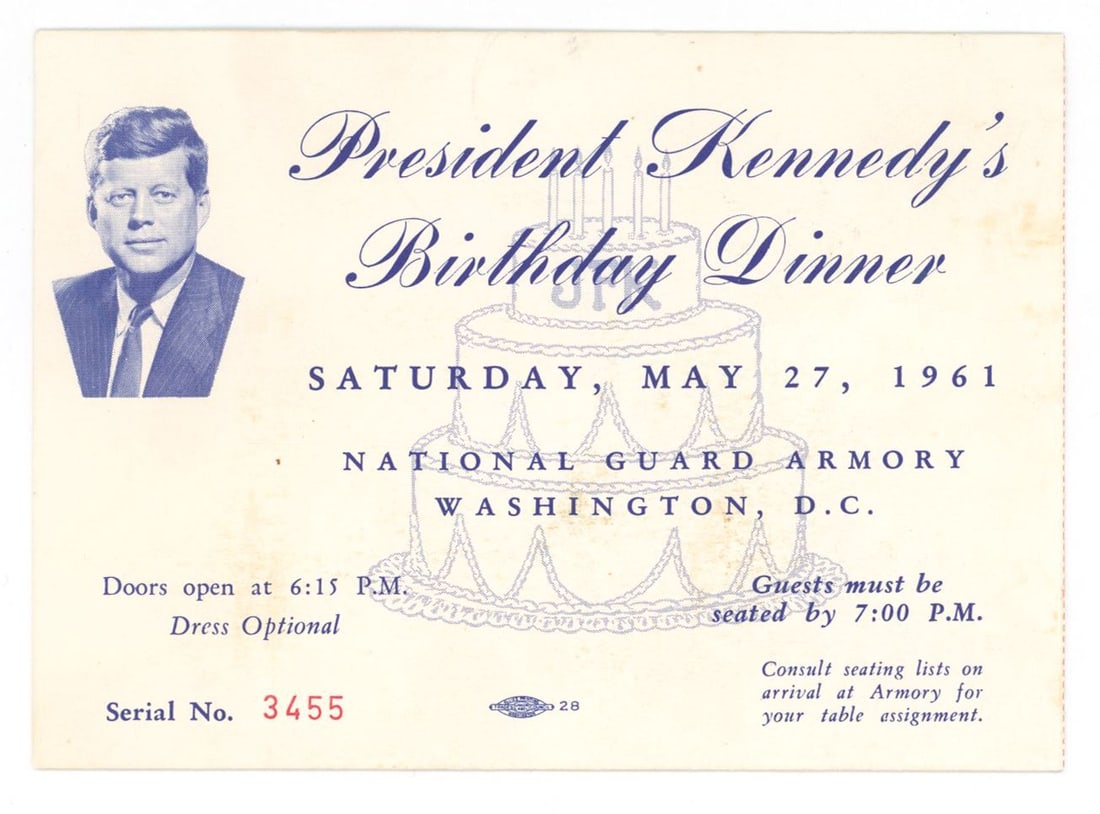 President Kennedy's
Birthday Dinner
JFK
SATURDAY, MAY 27, 1961
NATIONAL GUARD ARMORY
WASHINGTON, D.C.
Doors open at 6:15 P.M.
Dress Optional
Guests must be
seated by 7:00 P.M.
Consult seating lists on
arrival at Armory for
your table assignment.
Serial No. 3455
28